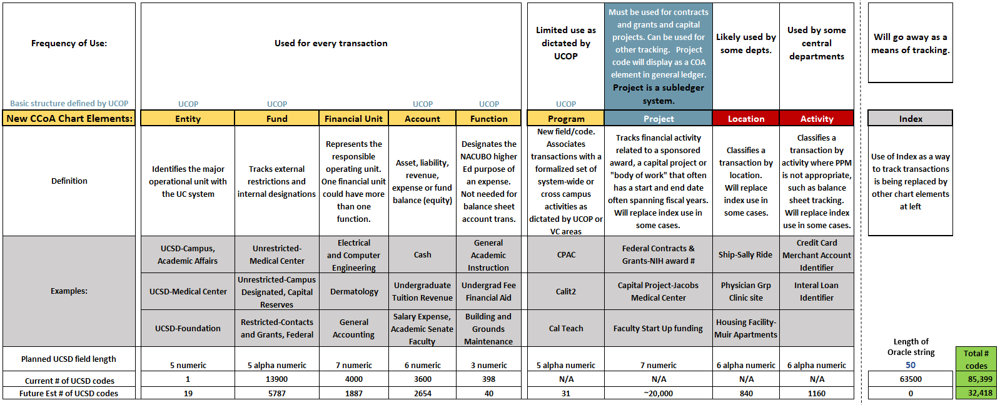 Frequency of Use:
Basic structure defined by UCOP
Used for every transaction
UCOP
UCOP
UCOP
UCOP
Limited use as
dictated by
UCOP
UCOP
Must be used for contracts
and grants and capital
projects. Can be used for
other tracking. Project
code will display as a COA
element in general ledger.
Project is a subledger
system.
Likely used by
some depts.
Used by some
central
departments
Will go away as a
means of tracking.
New CCoA Chart Elements:
Entity
Fund
Financial Unit
Account
Function
Program
Project
Location
Activity
Index
Definition
Identifies the major
operational unit with
the UC system
Tracks external
restrictions and
internal designations
Represents the
responsible
operating unit.
One financial unit
could have more
than one
function.
Asset, liability,
revenue,
expense or fund
balance (equity)
Designates the
NACUBO higher
Ed purpose of
an expense.
Not needed for
balance sheet
account trans.
New field/code.
Associates
transactions with a
formalized set of
system-wide or
cross campus
activities as
dictated by UCOP or
VC areas
Tracks financial activity
related to a sponsored
award, a capital project or
"body of work" that often
has a start and end date
often spanning fiscal years.
Will replace index use in
some cases.
Classifies a
transaction by
location.
Will replace
index use in
some cases.
Classifies a
transaction by
activity where PPM
is not appropriate,
such as balance
sheet tracking.
Will replace index
use in some cases.
Use of Index as a way
to track transactions
is being replaced by
other chart elements
at left
Examples:
UCSD-Campus,
Academic Affairs
Unrestricted-
Medical Center
Electrical
and Computer
Engineering
Cash
General
Academic
Instruction
CPAC
Federal Contracts &
Grants-NIH award #
Ship-Sally Ride
Credit Card
Merchant Account
Identifier
UCSD-Medical Center
Unrestricted-Campus
Designated, Capital
Reserves
Dermatology
Undergraduate
Tuition Revenue
Undergrad Fee
Financial Aid
Calit2
Capital Project-Jacobs
Medical Center
Physician Grp
Clinic site
Interal Loan
Identifier
UCSD-Foundation
Restricted-Contacts
and Grants, Federal
General
Accounting
Salary Expense,
Academic Senate
Faculty
Building and
Grounds
Maintenance
Cal Teach
Faculty Start Up funding
Housing Facility-
Muir Apartments
Planned UCSD field length
5 numeric
5 alpha numeric
7 numeric
6 numeric
3 numeric
5 alpha numeric
7 numeric
6 alpha numeric
6 alpha numeric
Length of
Oracle string
50
Total #
codes
Current # of UCSD codes
1
13900
4000
3600
398
N/A
N/A
N/A
N/A
63500
85,399
Future Est # of UCSD codes
19
5787
1887
2654
40
31
~20,000
840
1160
0
32,418